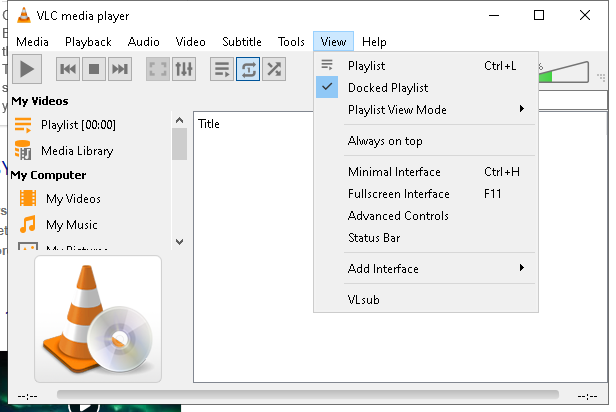 VLC media player
Media Playback Audio Video Subtitle Tools View Help
My Videos
Playlist [00:00]
Media Library
My Computer
My Videos
My Music
My Pictures
Title
Playlist Ctrl+L
Docked Playlist
Playlist View Mode
Always on top
Minimal Interface Ctrl+H
Fullscreen Interface F11
Advanced Controls
Status Bar
Add Interface
VLsub
%
--:-- --:--